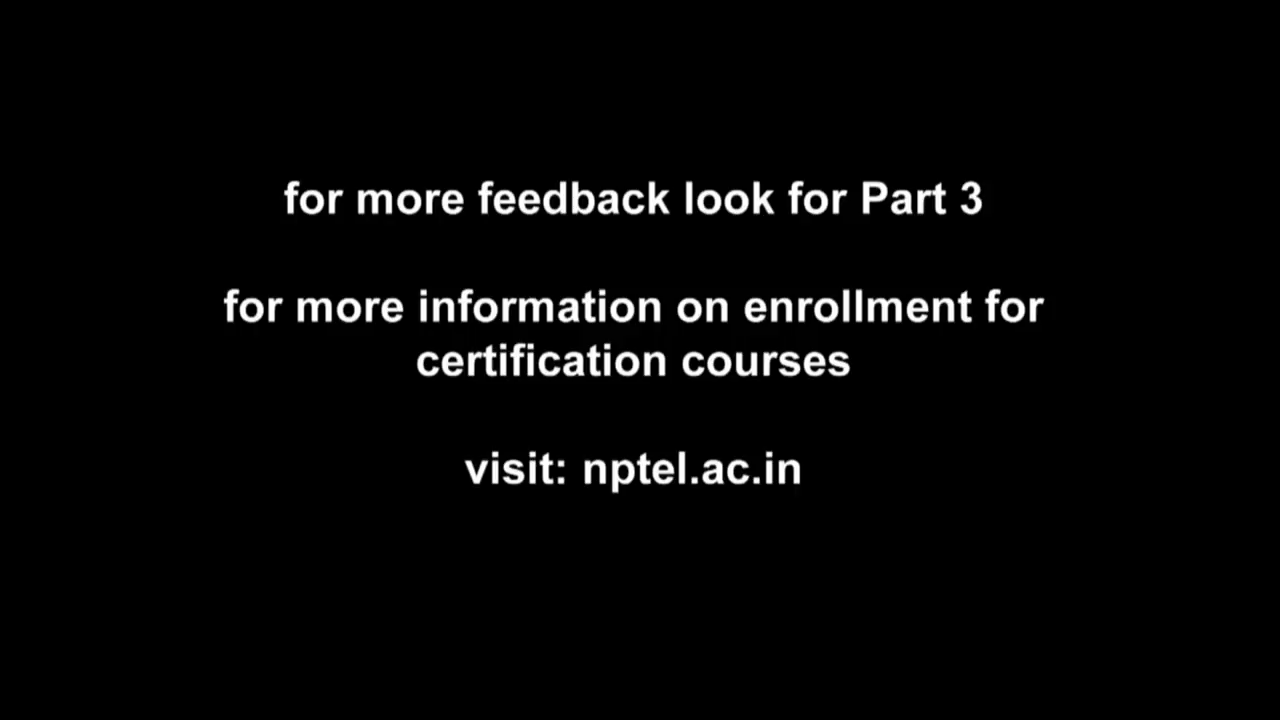 for more feedback look for Part 3
for more information on enrollment for
certification courses
visit: nptel.ac.in